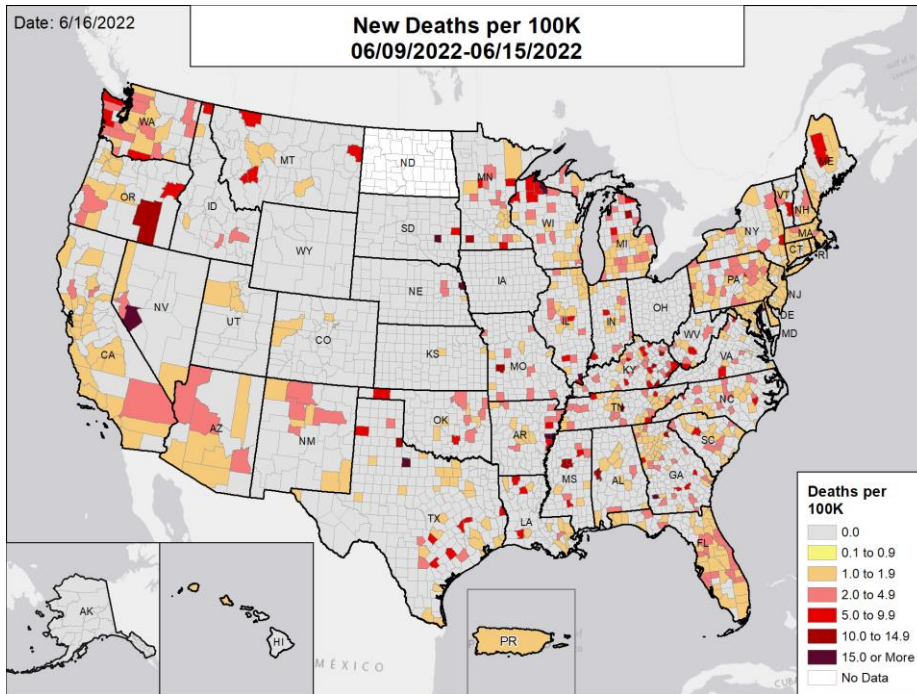 Date: 6/16/2022
New Deaths per 100K
06/09/2022-06/15/2022
WA
MT
ND
MN
ME
OR
ID
SD
WI
MI
VT
NH
NY
MA
CT
RI
WY
IA
NE
PA
NJ
NV
UT
CO
IL
IN
OH
DE
MD
CA
KS
MO
WV
VA
KY
AZ
NM
OK
AR
TN
NC
SC
MS
AL
GA
TX
LA
FL
AK
HI
PR
MÉXICO
CUBA
Deaths per
100K
0.0
0.1 to 0.9
1.0 to 1.9
2.0 to 4.9
5.0 to 9.9
10.0 to 14.9
15.0 or More
No Data